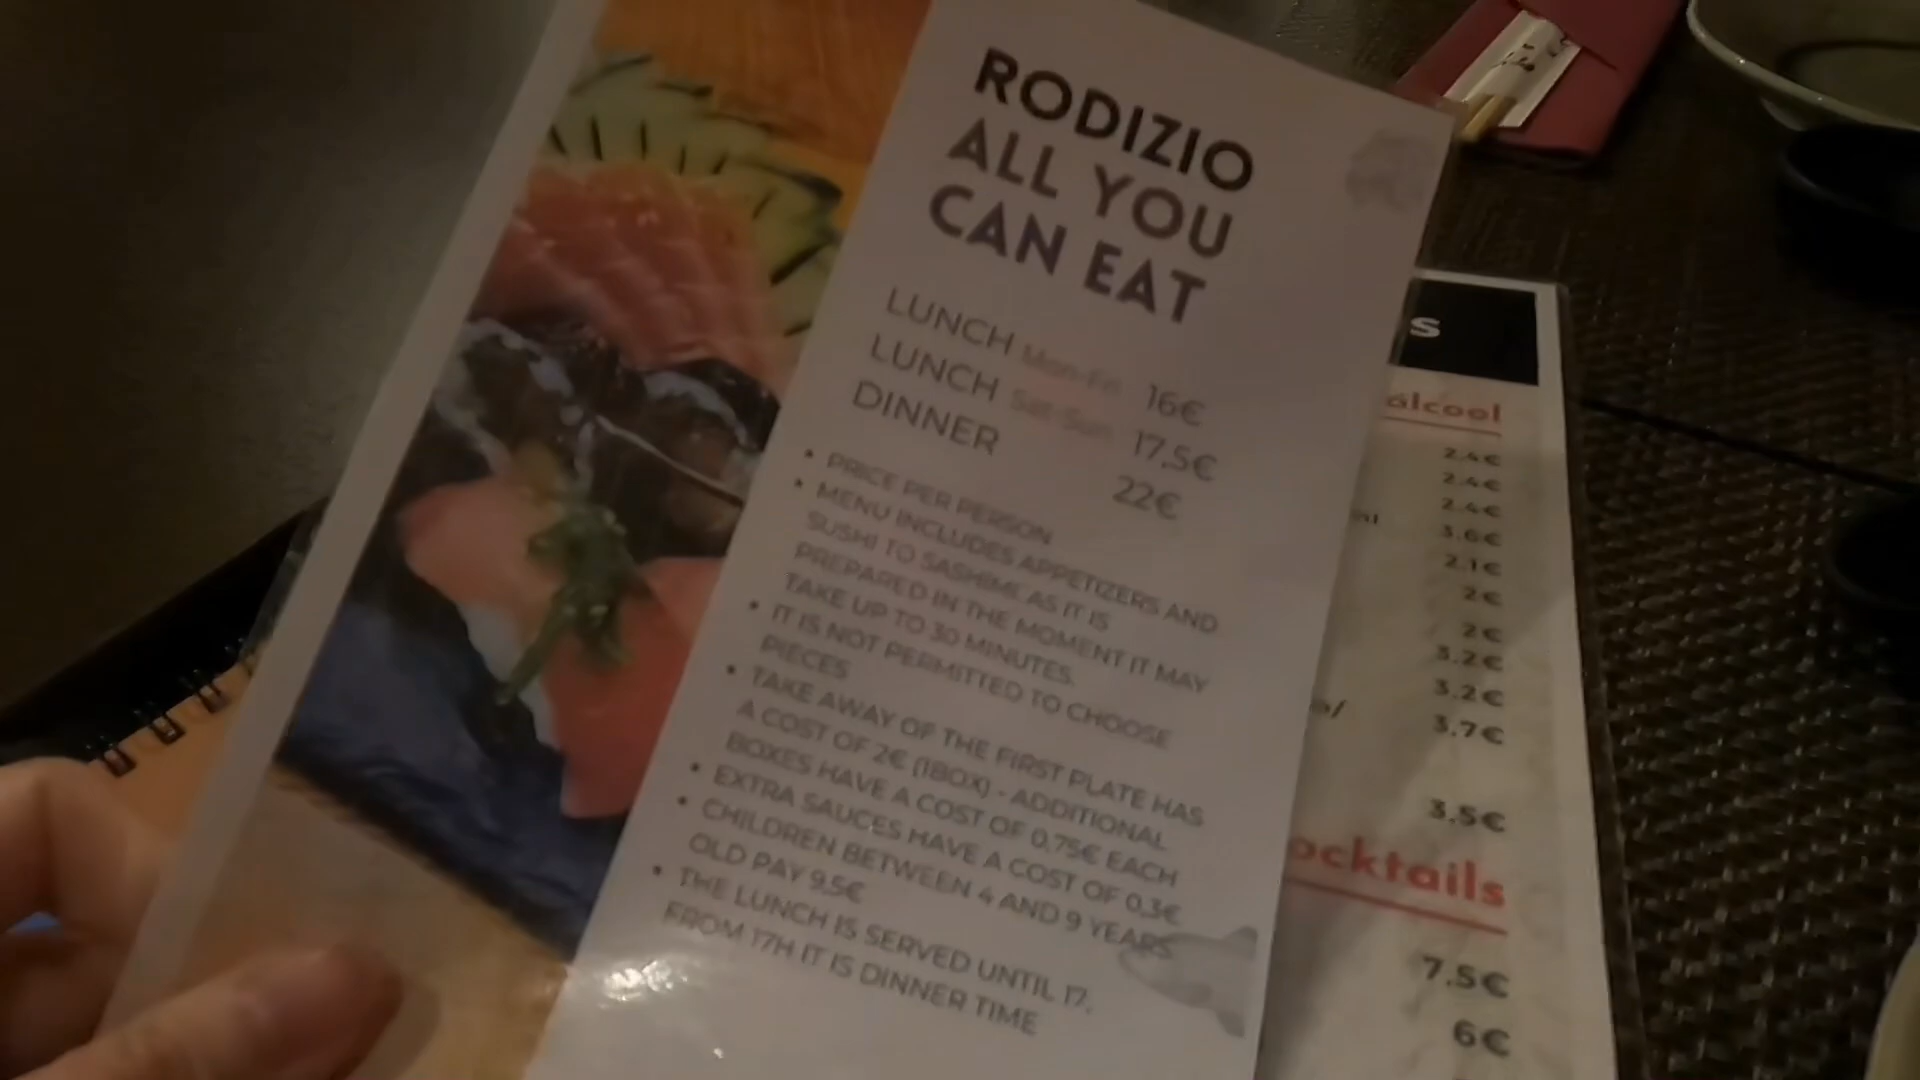 RODIZIO
ALL YOU
CAN EAT
LUNCH Mon-Fri 16€
LUNCH Sat-Sun 17,5€
DINNER 22€
• PRICE PER PERSON
• MENU INCLUDES APPETIZERS AND
SUSHI TO SASHIMI. AS IT IS
PREPARED IN THE MOMENT IT MAY
TAKE UP TO 30 MINUTES.
• IT IS NOT PERMITTED TO CHOOSE
PIECES
• TAKE AWAY OF THE FIRST PLATE HAS
A COST OF 2€ (1BOX) - ADDITIONAL
BOXES HAVE A COST OF 0.75€ EACH
• EXTRA SAUCES HAVE A COST OF 0,3€
• CHILDREN BETWEEN 4 AND 9 YEARS
OLD PAY 9.5€
• THE LUNCH IS SERVED UNTIL 17.
FROM 17H IT IS DINNER TIME
S
álcool
2.4€
2.4€
2.4€
ml 3.6€
2.1€
2€
2€
3.2€
3.2€
3.7€
3.5€
ocktails
7.5€
6€